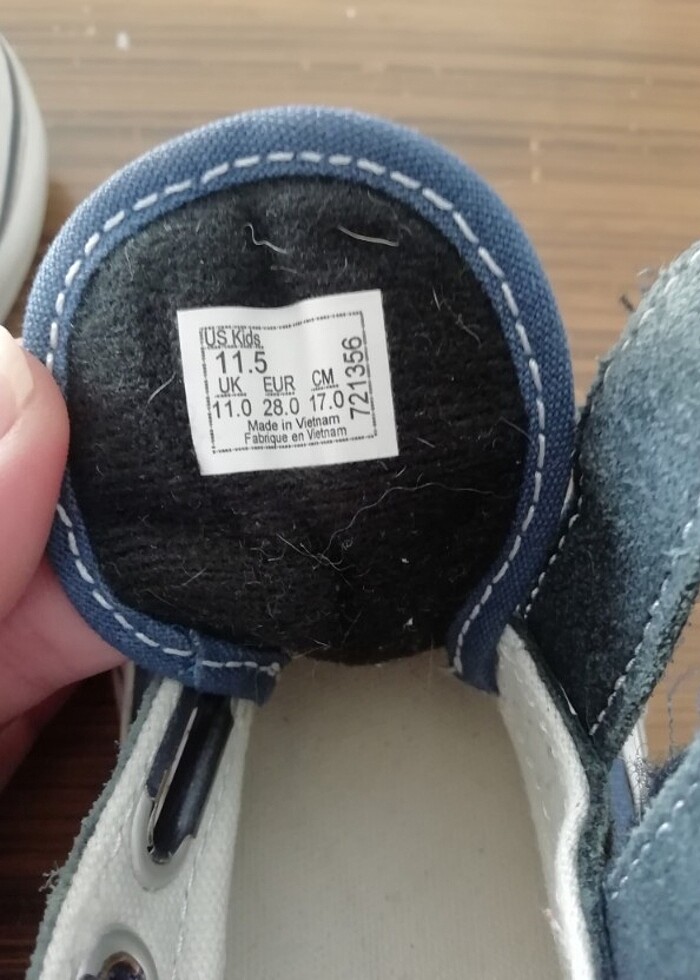 US Kids
11.5
UK EUR CM
11.0 28.0 17.0
Made in Vietnam
Fabrique en Vietnam
721356